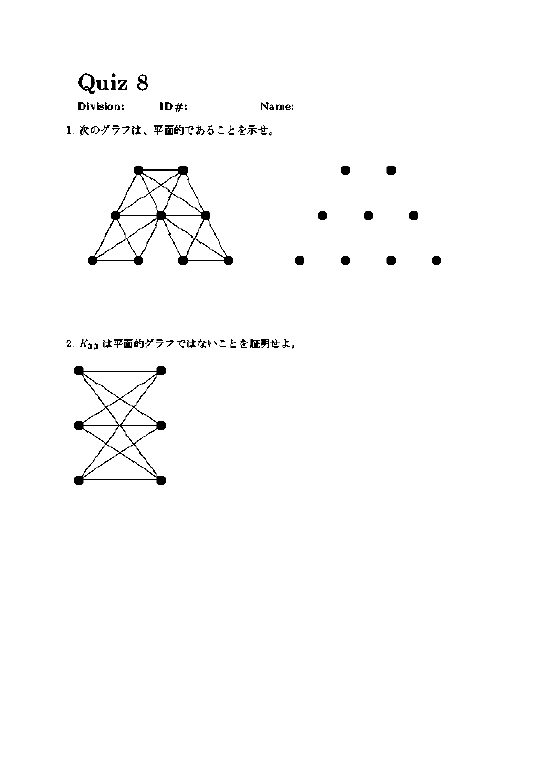 Quiz 8
Division: ID#: Name:
1. 次のグラフは、平面的であることを示せ。
2. K₃,₃ は平面的グラフではないことを証明せよ。